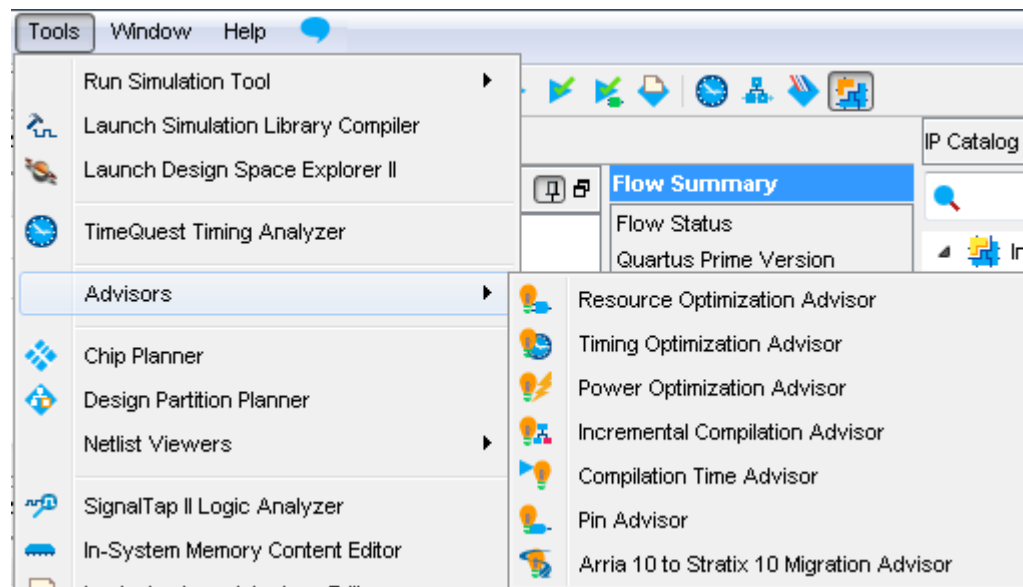 Tools Window Help
Run Simulation Tool
Launch Simulation Library Compiler
Launch Design Space Explorer II
TimeQuest Timing Analyzer
Advisors
Chip Planner
Design Partition Planner
Netlist Viewers
SignalTap II Logic Analyzer
In-System Memory Content Editor
IP Catalog
Flow Summary
Flow Status
Quartus Prime Version
Resource Optimization Advisor
Timing Optimization Advisor
Power Optimization Advisor
Incremental Compilation Advisor
Compilation Time Advisor
Pin Advisor
Arria 10 to Stratix 10 Migration Advisor